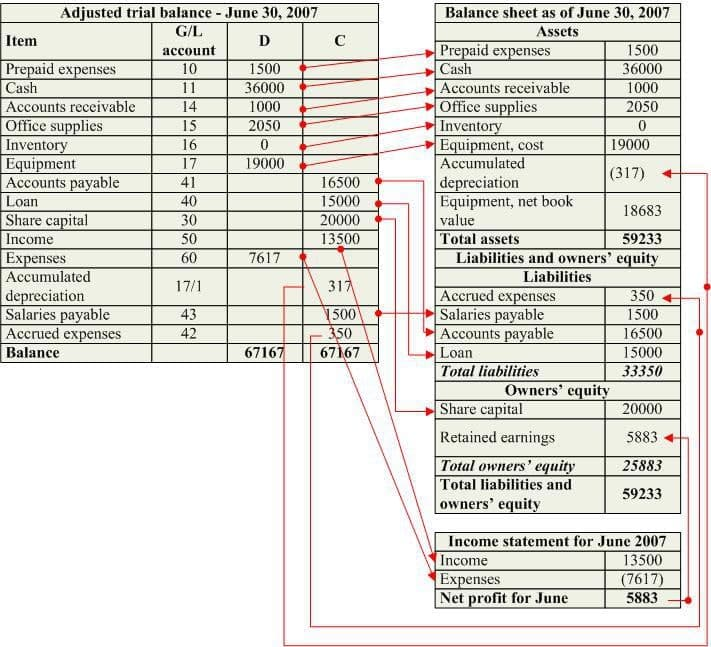 Adjusted trial balance - June 30, 2007
Item G/L account D C
Prepaid expenses 10 1500
Cash 11 36000
Accounts receivable 14 1000
Office supplies 15 2050
Inventory 16 0
Equipment 17 19000
Accounts payable 41 16500
Loan 40 15000
Share capital 30 20000
Income 50 13500
Expenses 60 7617
Accumulated depreciation 17/1 317
Salaries payable 43 1500
Accrued expenses 42 350
Balance 67167 67167
Balance sheet as of June 30, 2007
Assets
Prepaid expenses 1500
Cash 36000
Accounts receivable 1000
Office supplies 2050
Inventory 0
Equipment, cost 19000
Accumulated depreciation (317)
Equipment, net book value 18683
Total assets 59233
Liabilities and owners' equity
Liabilities
Accrued expenses 350
Salaries payable 1500
Accounts payable 16500
Loan 15000
Total liabilities 33350
Owners' equity
Share capital 20000
Retained earnings 5883
Total owners' equity 25883
Total liabilities and owners' equity 59233
Income statement for June 2007
Income 13500
Expenses (7617)
Net profit for June 5883